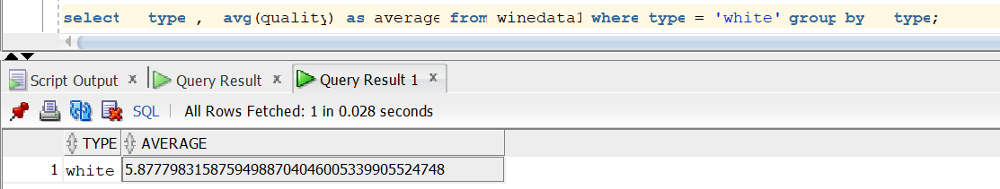 select type , avg(quality) as average from winedata1 where type = 'white' group by type;
Script Output x Query Result x Query Result 1 x
SQL All Rows Fetched: 1 in 0.028 seconds
TYPE AVERAGE
1 white 5.87779831587594988704046005339905524748